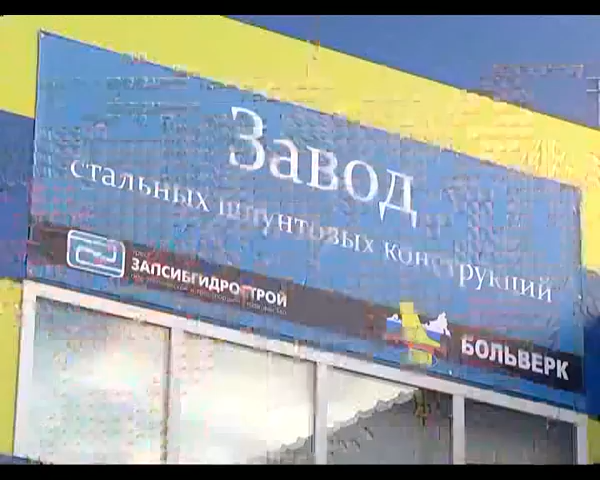 Завод
стальных шпунтовых конструкций
ЗАПСИБГИДРОСТРОЙ
БОЛЬВЕРК